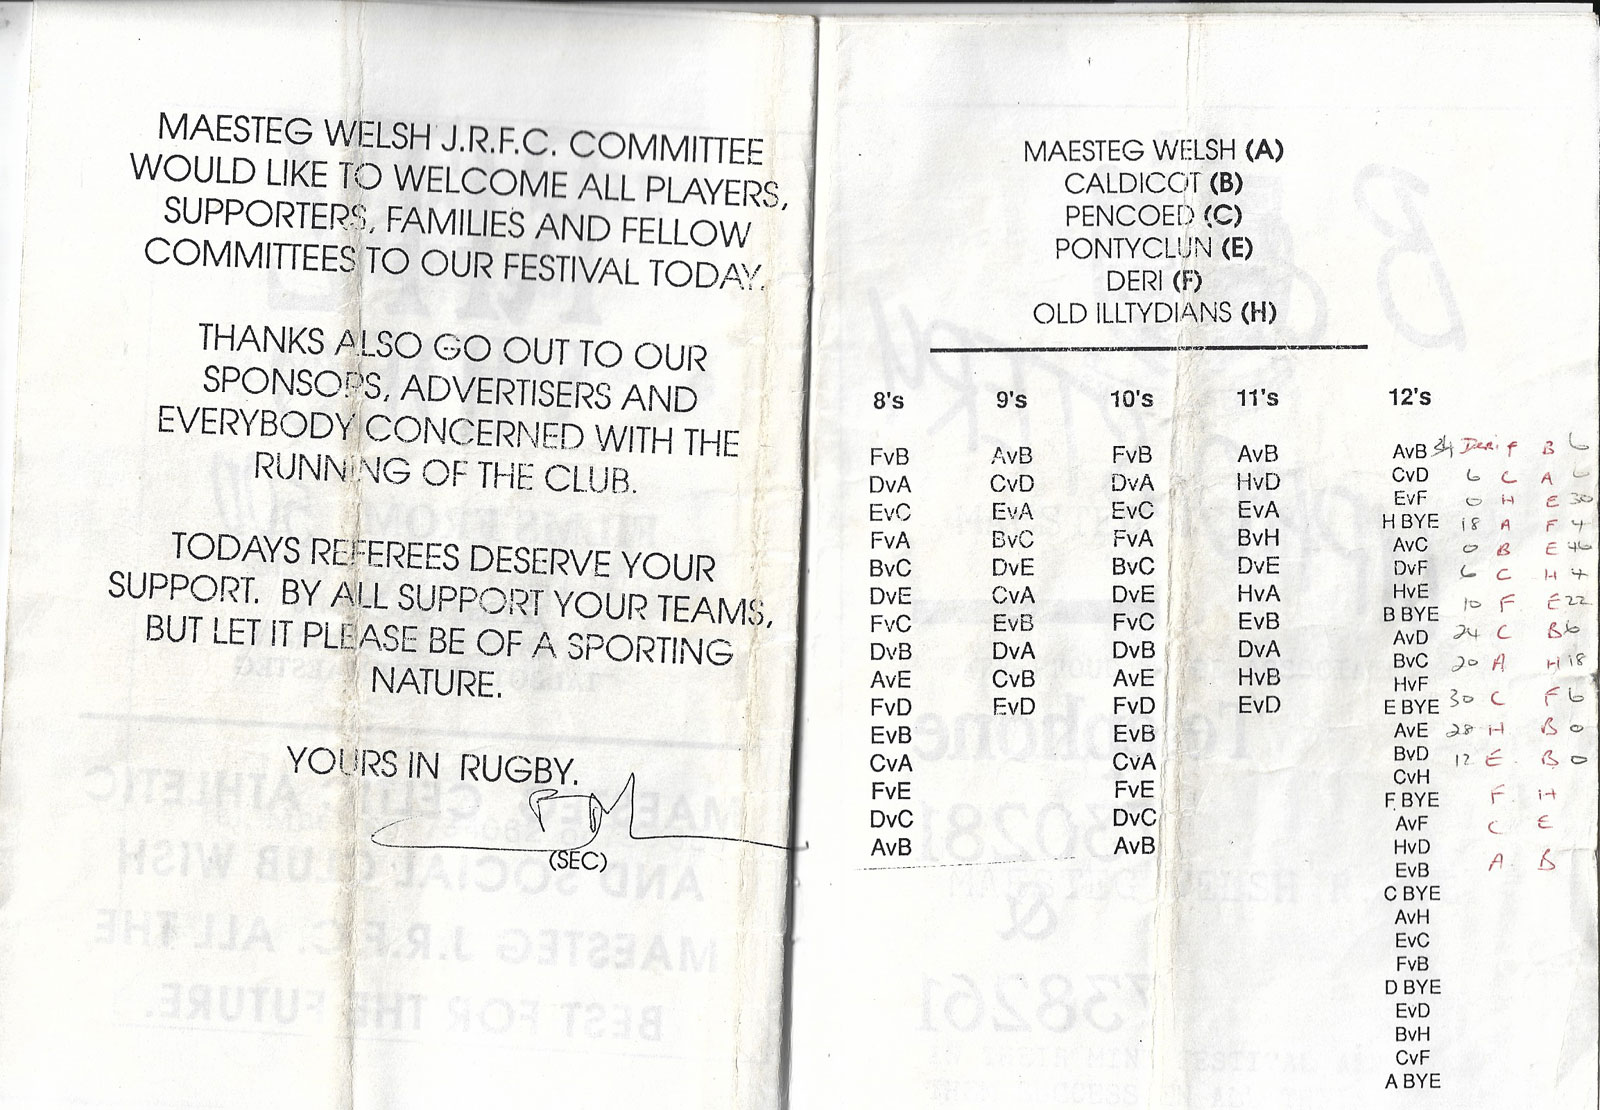 MAESTEG WELSH J.R.F.C. COMMITTEE
WOULD LIKE TO WELCOME ALL PLAYERS,
SUPPORTERS, FAMILIES AND FELLOW
COMMITTEES TO OUR FESTIVAL TODAY.
THANKS ALSO GO OUT TO OUR
SPONSORS, ADVERTISERS AND
EVERYBODY CONCERNED WITH THE
RUNNING OF THE CLUB.
TODAYS REFEREES DESERVE YOUR
SUPPORT. BY ALL SUPPORT YOUR TEAMS,
BUT LET IT PLEASE BE OF A SPORTING
NATURE.
YOURS IN RUGBY.
(SEC)
MAESTEG WELSH (A)
CALDICOT (B)
PENCOED (C)
PONTYCLUN (E)
DERI (F)
OLD ILLTYDIANS (H)
8's 9's 10's 11's 12's
FvB AvB FvB AvB AvB Deri F B 6
DvA CvD DvA HvD CvD 6 C A
EvC EvA EvC EvA EvF 0 H E 30
FvA BvC FvA BvH H BYE 18 A F 4
BvC DvE BvC DvE AvC 0 B E 46
DvE CvA DvE HvA DvF 6 C H 4
FvC EvB FvC EvB HvE 10 F E 22
DvB DvA DvB DvA B BYE 24 C B 6
AvE CvB AvE HvB AvD 20 A H 18
FvD EvD FvD EvD BvC 30 C F 6
EvB EvB HvF 28 H B 0
CvA CvA E BYE 12 E B 0
FvE FvE AvE F H
DvC DvC BvD C E
AvB AvB CvH A B
F BYE
AvF
HvD
EvB
C BYE
AvH
EvC
FvB
D BYE
EvD
BvH
CvF
A BYE